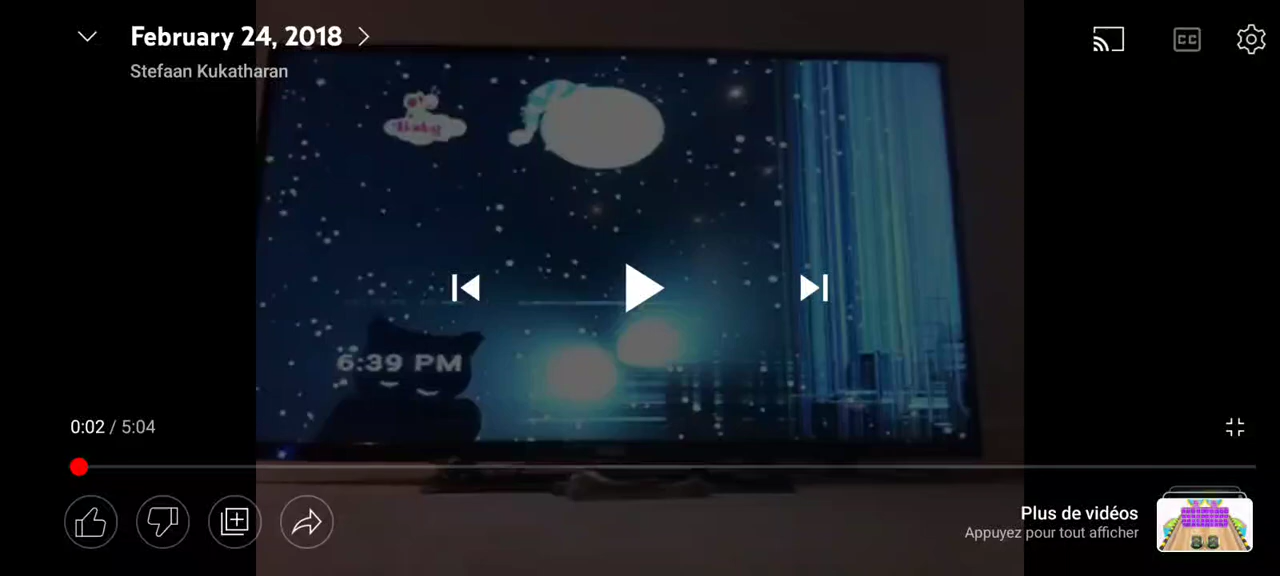 February 24, 2018
Stefaan Kukatharan
CC
6:39 PM
0:02 / 5:04
Plus de vidéos
Appuyez pour tout afficher